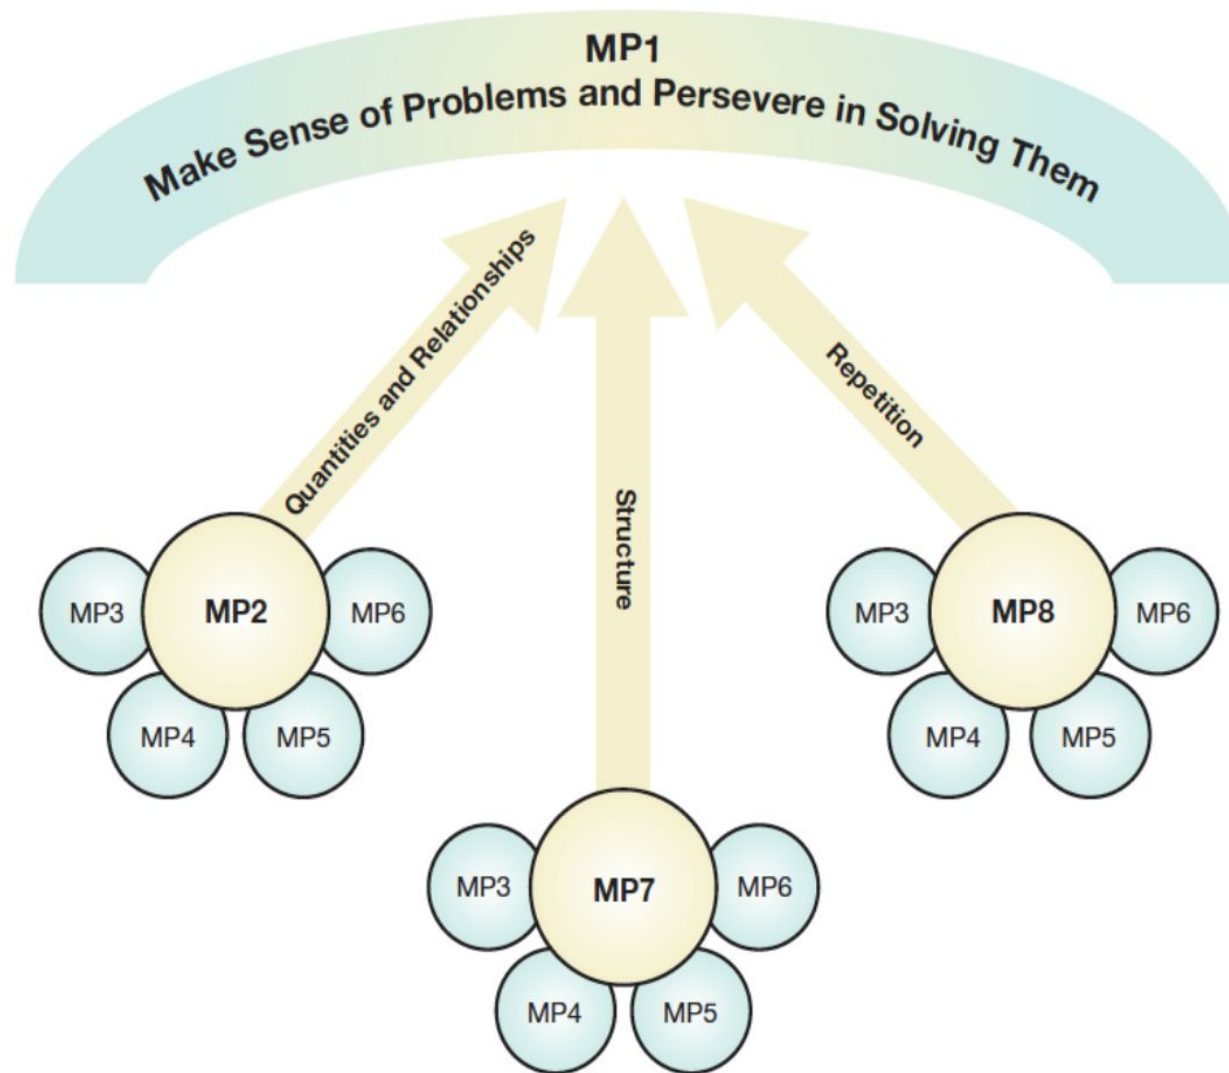 MP1
Make Sense of Problems and Persevere in Solving Them
Quantities and Relationships
Structure
Repetition
MP3
MP2
MP6
MP4
MP5
MP3
MP8
MP6
MP4
MP5
MP3
MP7
MP6
MP4
MP5